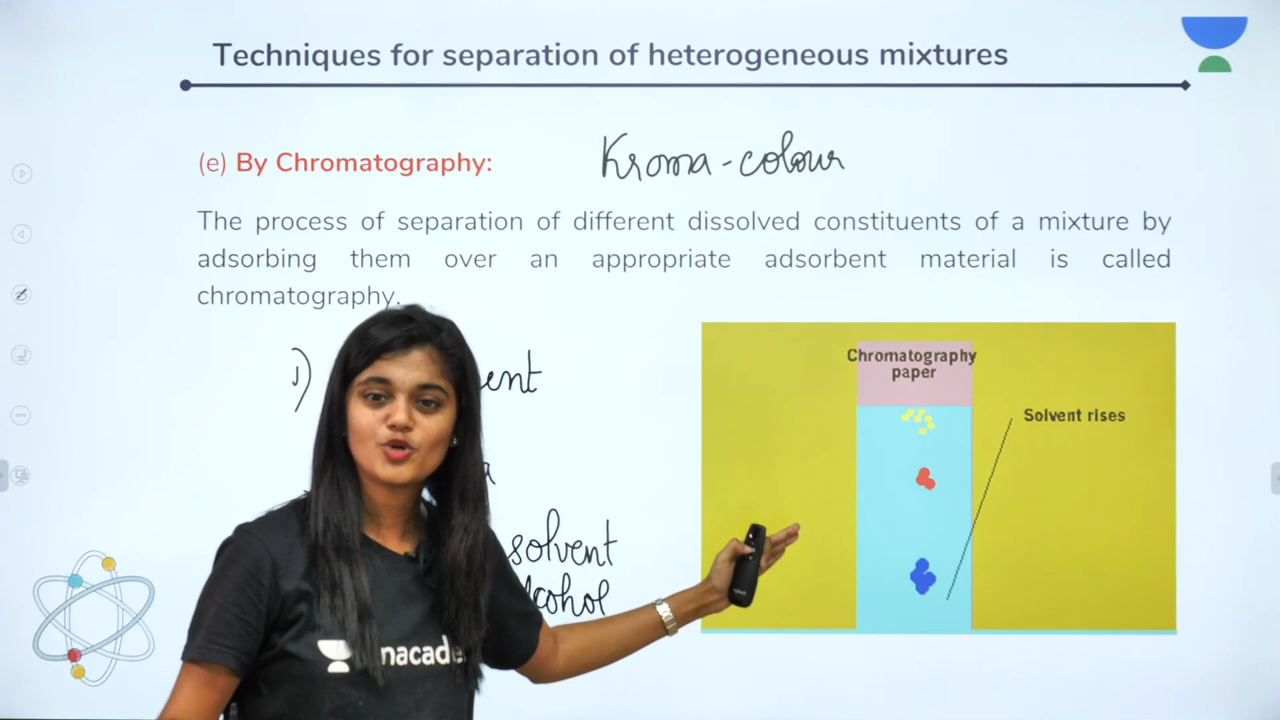 Techniques for separation of heterogeneous mixtures
(e) By Chromatography:
Kroma - colour
The process of separation of different dissolved constituents of a mixture by
adsorbing them over an appropriate adsorbent material is called
chromatography.
1)
Chromatography
paper
Solvent rises
solvent